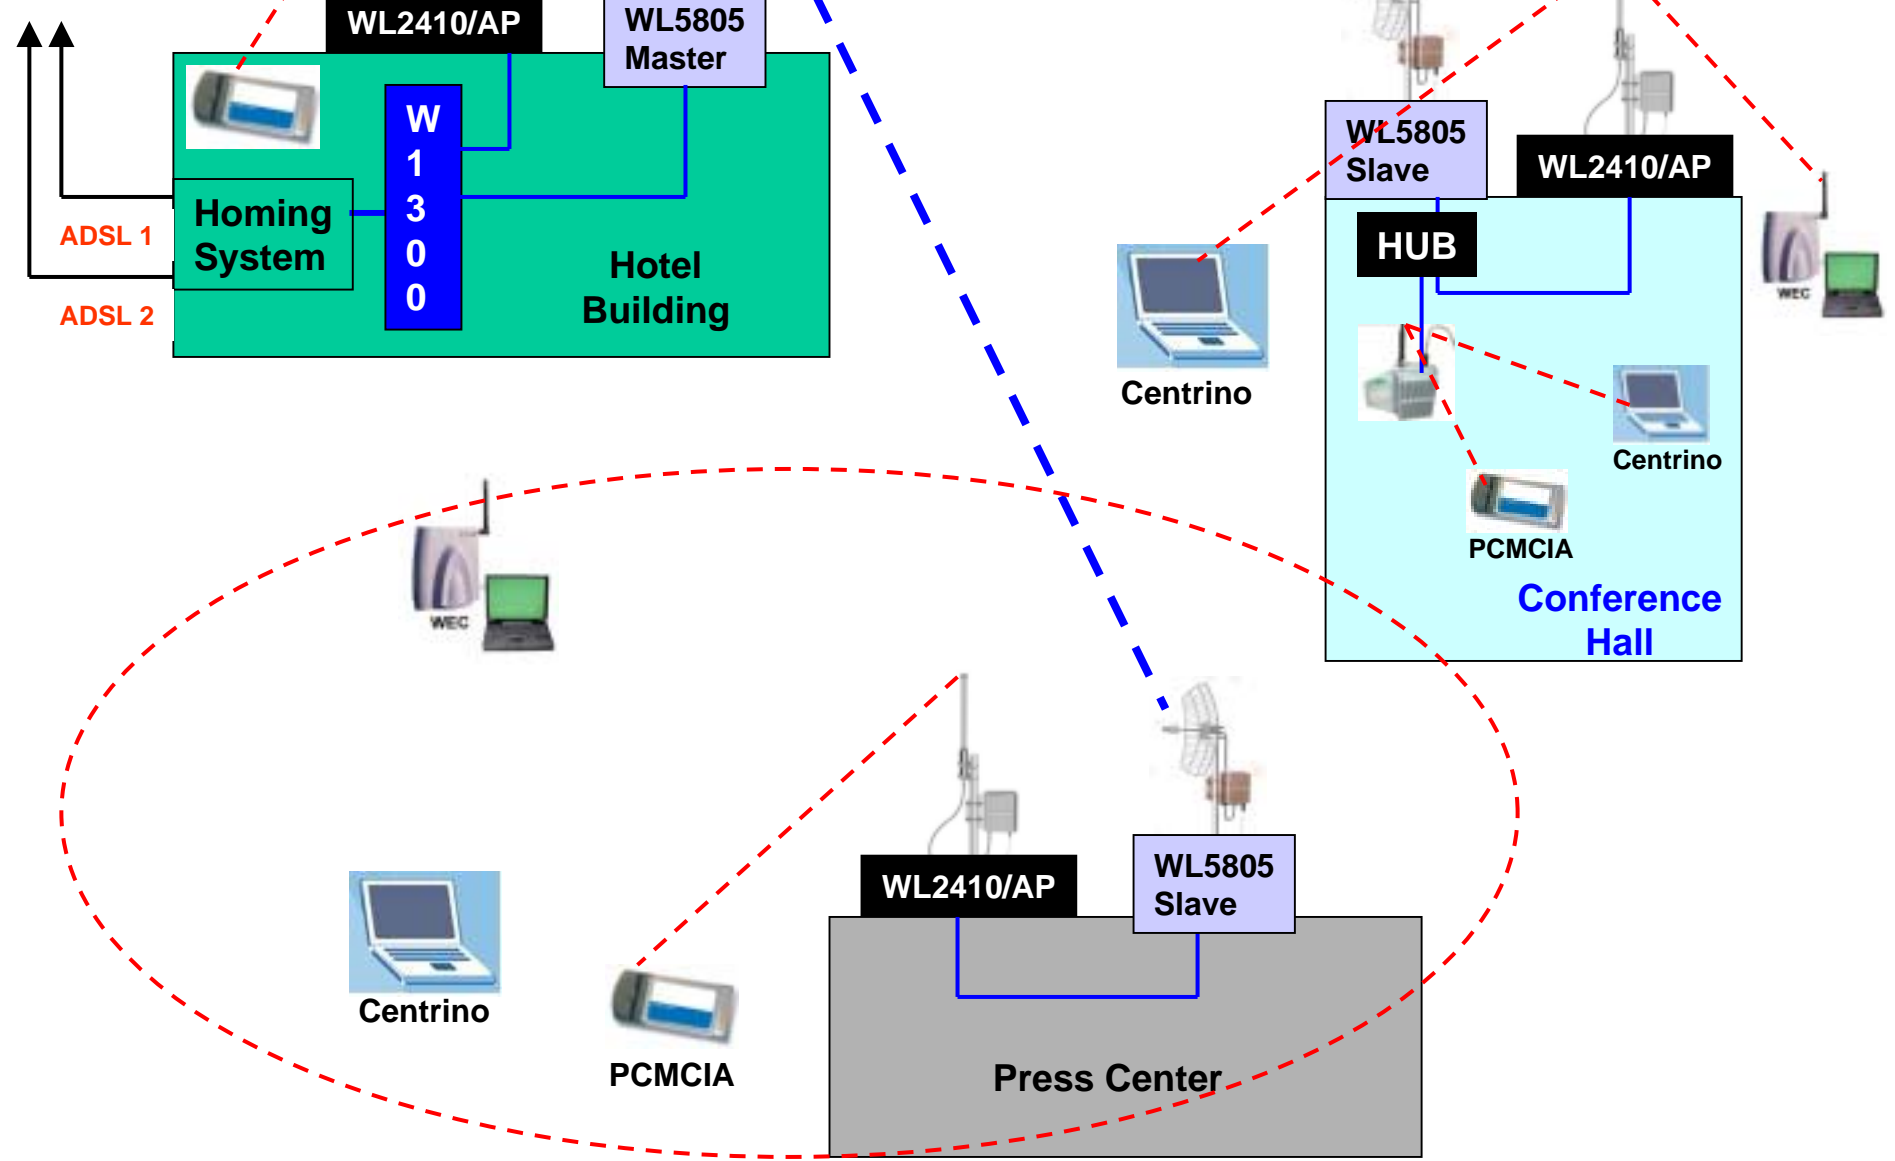 WL2410/AP
WL5805
Master
W
1
3
0
0
Homing
System
ADSL 1
ADSL 2
Hotel
Building
WL5805
Slave
WL2410/AP
HUB
WEC
Centrino
Centrino
PCMCIA
Conference
Hall
WEC
WL2410/AP
WL5805
Slave
Centrino
PCMCIA
Press Center